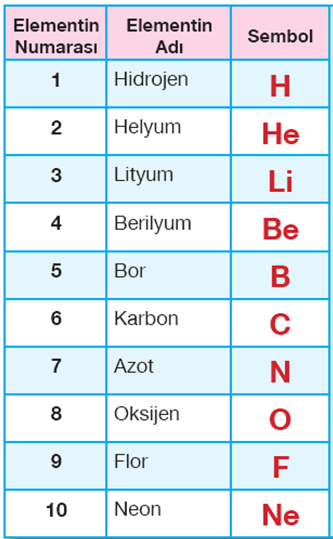 Elementin Numarası Elementin Adı Sembol
1 Hidrojen H
2 Helyum He
3 Lityum Li
4 Berilyum Be
5 Bor B
6 Karbon C
7 Azot N
8 Oksijen O
9 Flor F
10 Neon Ne